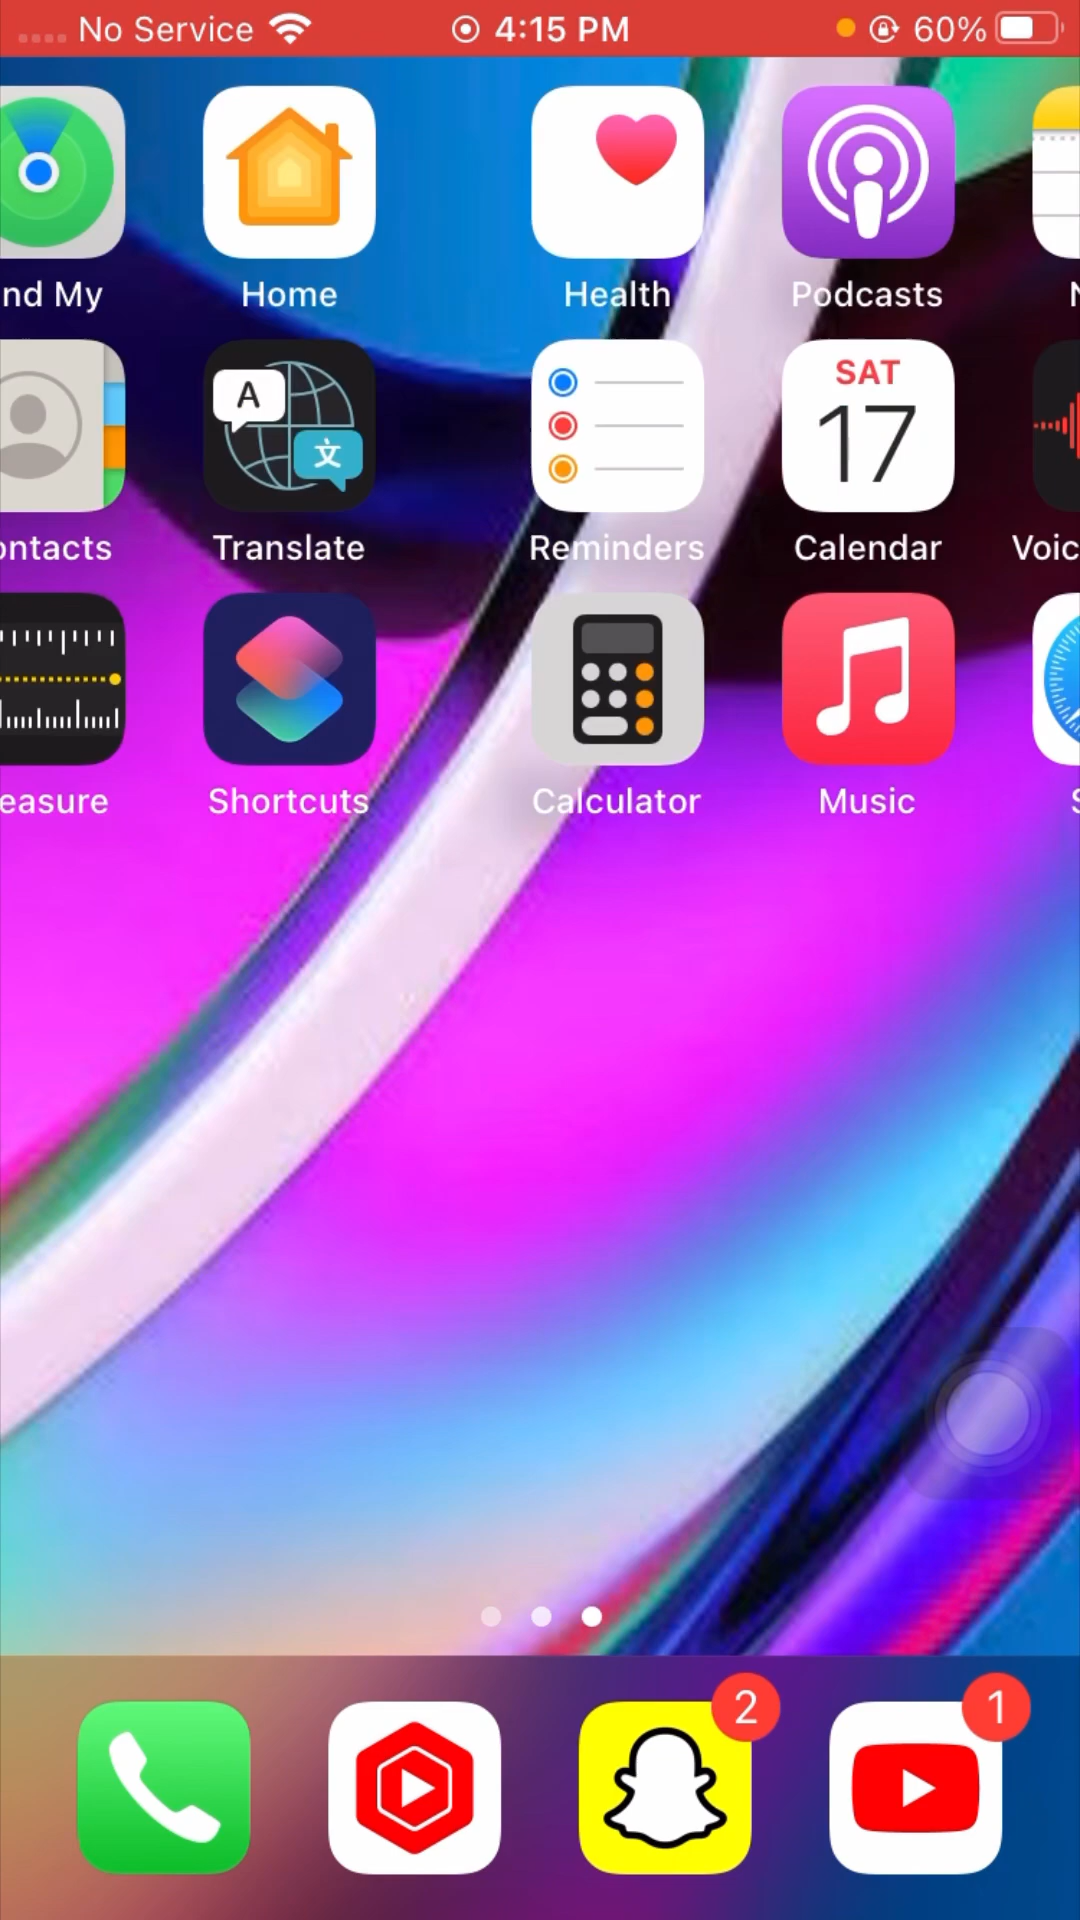 No Service 4:15 PM 60%
nd My Home Health Podcasts N
A 文 SAT 17
ontacts Translate Reminders Calendar Voic
easure Shortcuts Calculator Music S
2 1